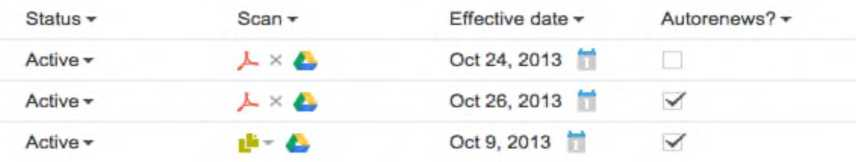 Status Scan Effective date Autorenews?
Active Oct 24, 2013
Active Oct 26, 2013
Active Oct 9, 2013